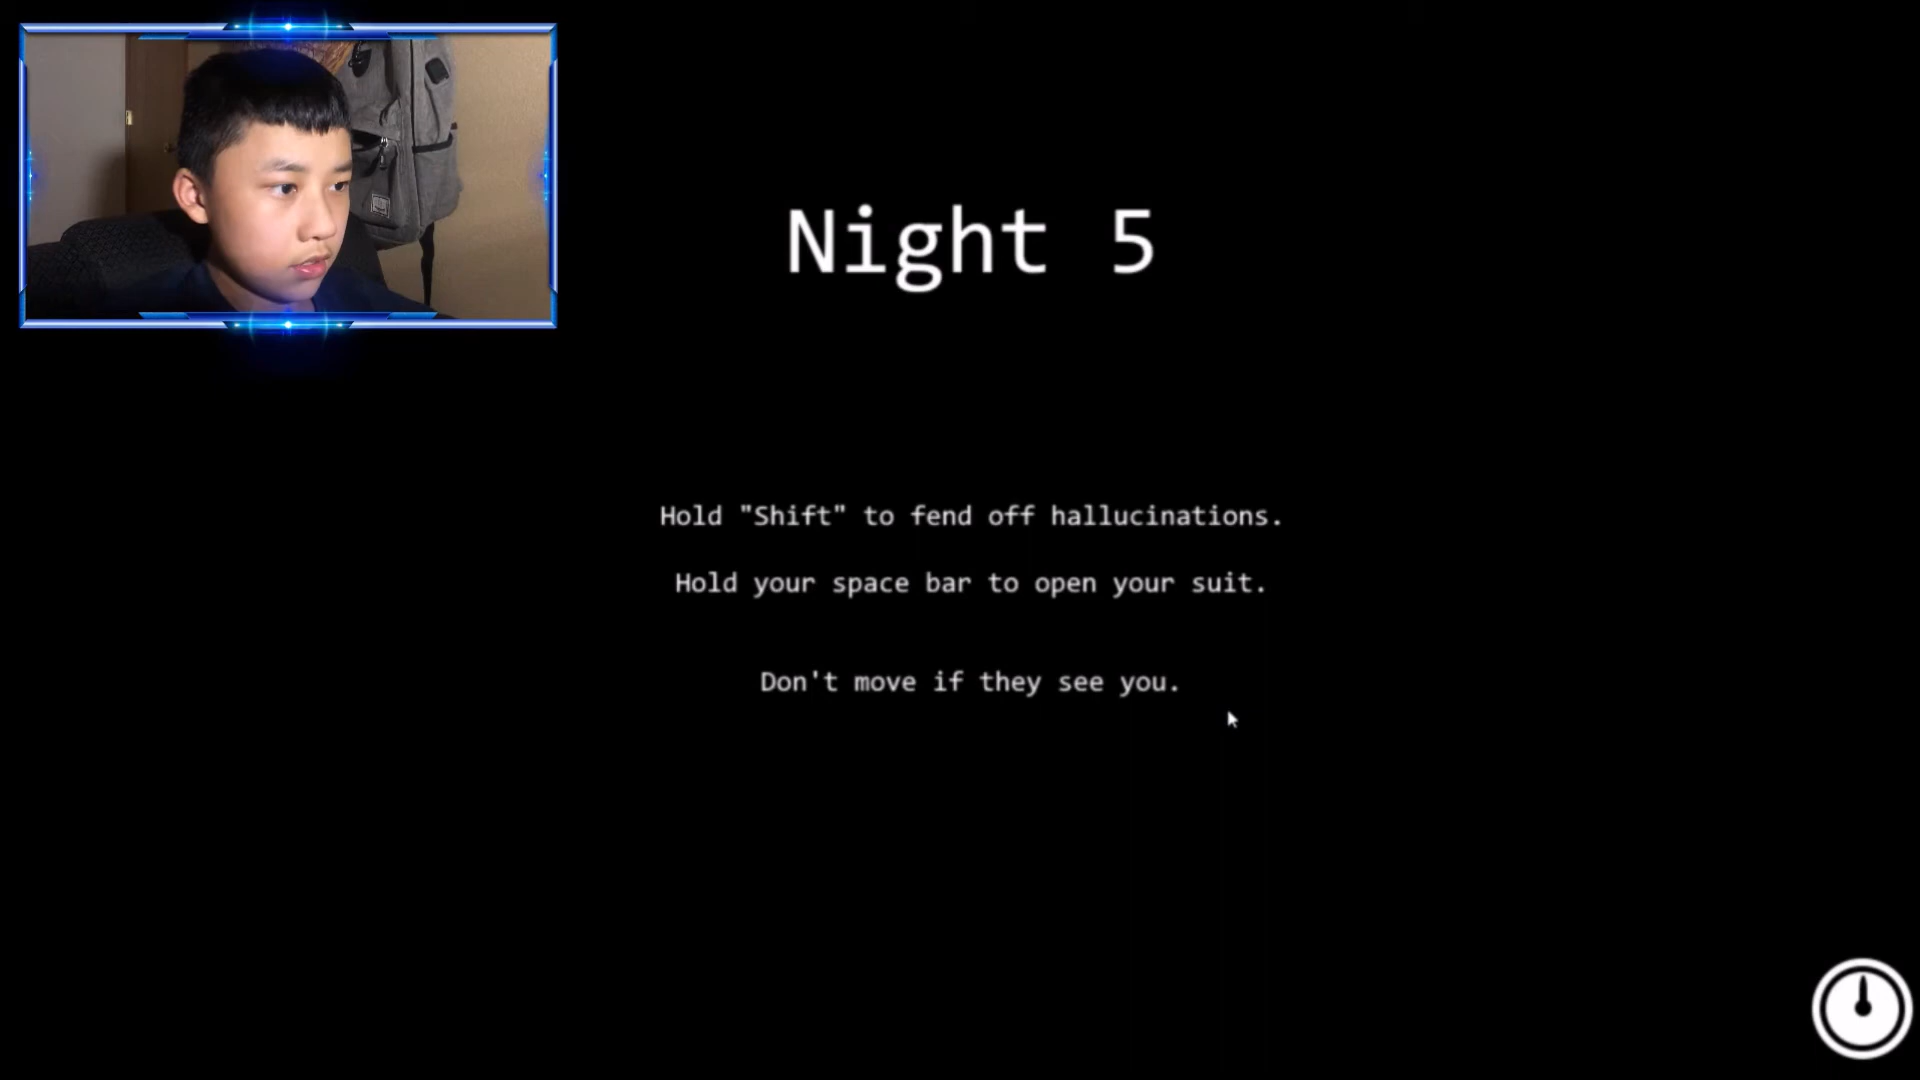 Night 5
Hold "Shift" to fend off hallucinations.
Hold your space bar to open your suit.
Don't move if they see you.